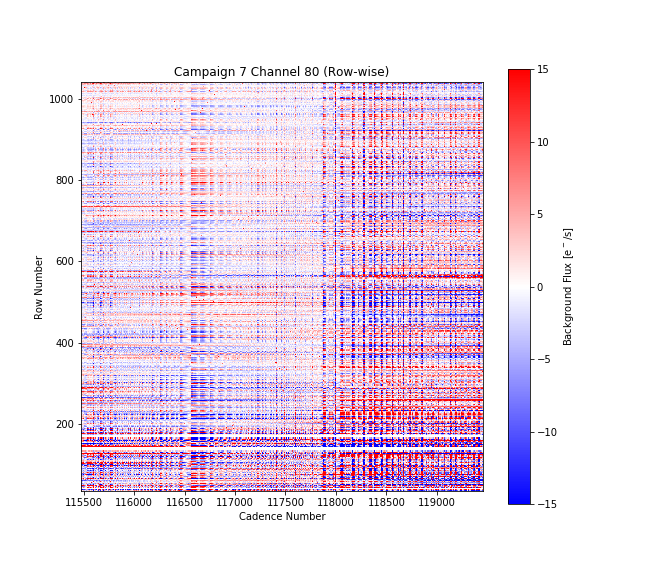 Campaign 7 Channel 80 (Row-wise)
1000
800
600
400
200
Row Number
115500 116000 116500 117000 117500 118000 118500 119000
Cadence Number
15
10
5
0
−5
−10
−15
Background Flux [e⁻/s]